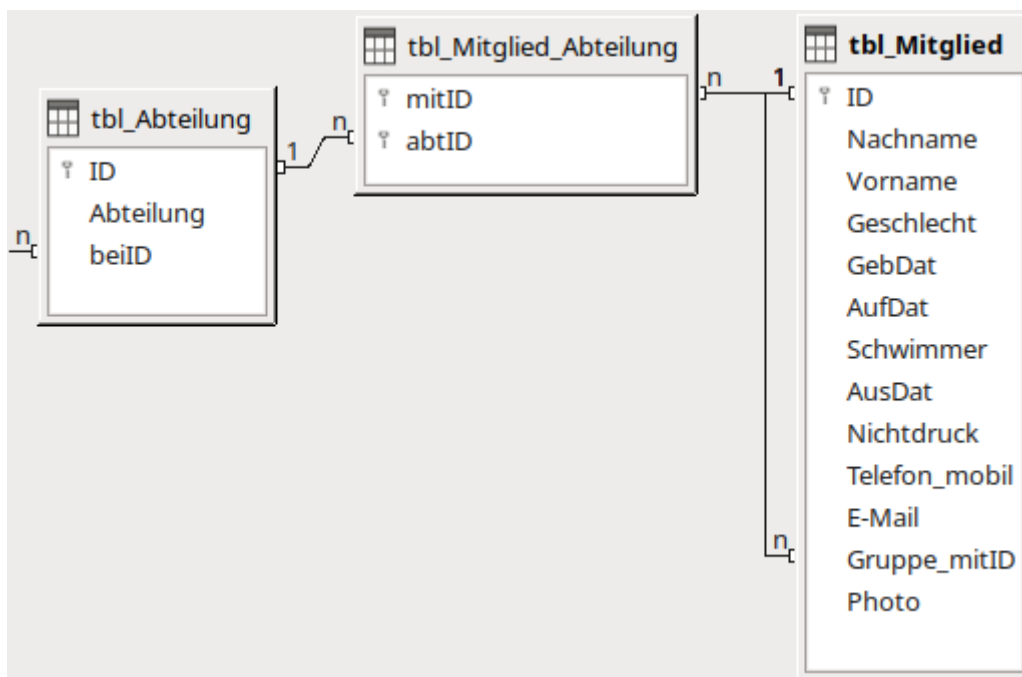 tbl_Abteilung
ID
Abteilung
beiID
n
1
n
tbl_Mitglied_Abteilung
mitID
abtID
n
1
n
tbl_Mitglied
ID
Nachname
Vorname
Geschlecht
GebDat
AufDat
Schwimmer
AusDat
Nichtdruck
Telefon_mobil
E-Mail
Gruppe_mitID
Photo